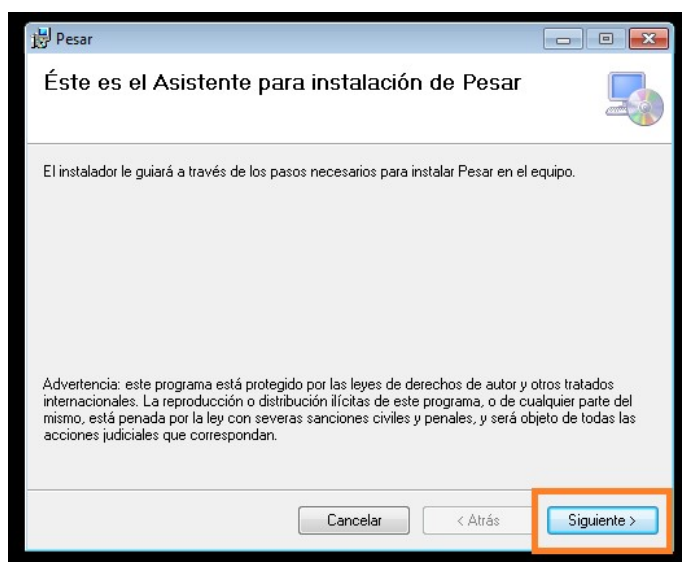 Pesar
Éste es el Asistente para instalación de Pesar
El instalador le guiará a través de los pasos necesarios para instalar Pesar en el equipo.
Advertencia: este programa está protegido por las leyes de derechos de autor y otros tratados
internacionales. La reproducción o distribución ilícitas de este programa, o de cualquier parte del
mismo, está penada por la ley con severas sanciones civiles y penales, y será objeto de todas las
acciones judiciales que correspondan.
Cancelar
< Atrás
Siguiente >